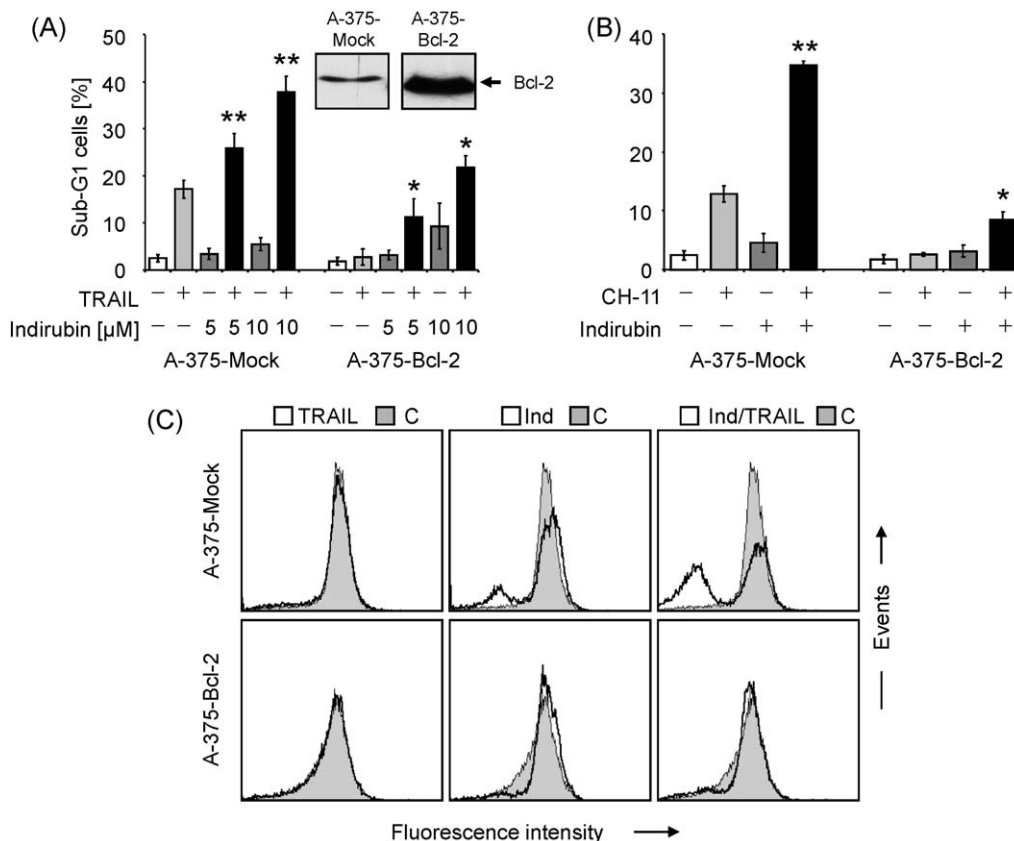 (A)
Sub-G1 cells [%]
50
40
30
20
10
0
A-375-
Mock
A-375-
Bcl-2
Bcl-2
** ** * *
TRAIL − + − + − + − + − + − +
Indirubin [µM] − − 5 5 10 10 − − 5 5 10 10
A-375-Mock A-375-Bcl-2
(B)
40
30
20
10
0
** *
CH-11 − + − + − + − +
Indirubin − − + + − − + +
A-375-Mock A-375-Bcl-2
(C)
TRAIL C Ind C Ind/TRAIL C
A-375-Mock
A-375-Bcl-2
Events
Fluorescence intensity